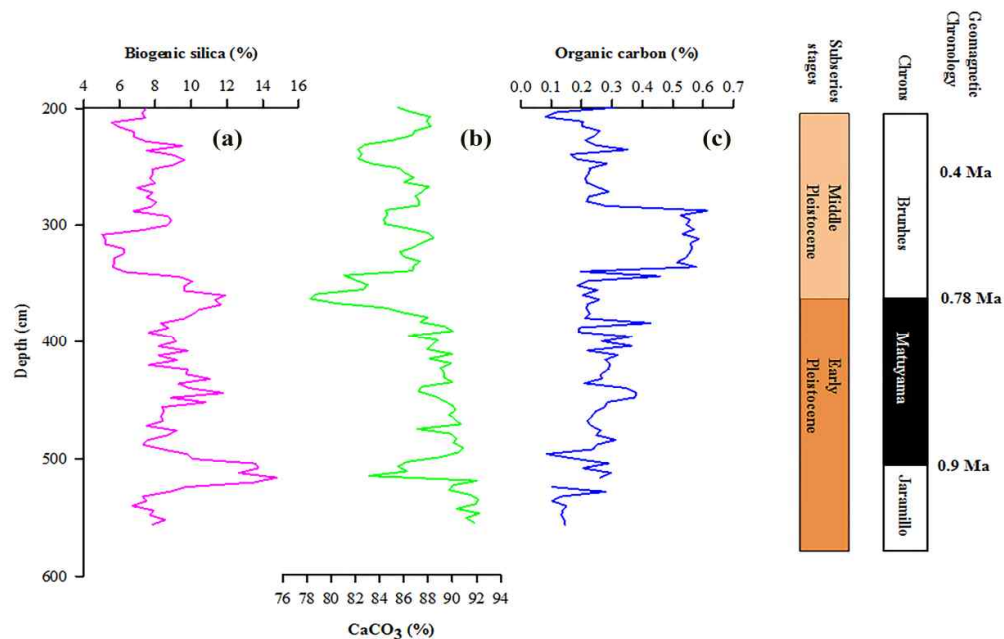 Biogenic silica (%)
4 6 8 10 12 14 16
Organic carbon (%)
0.0 0.1 0.2 0.3 0.4 0.5 0.6 0.7
Subseries
stages
Chrons
Geomagnetic
Chronology
200
300
400
500
600
Depth (cm)
(a)
(b)
(c)
Middle
Pleistocene
Early
Pleistocene
Brunhes
Matuyama
Jaramillo
0.4 Ma
0.78 Ma
0.9 Ma
76 78 80 82 84 86 88 90 92 94
CaCO₃ (%)